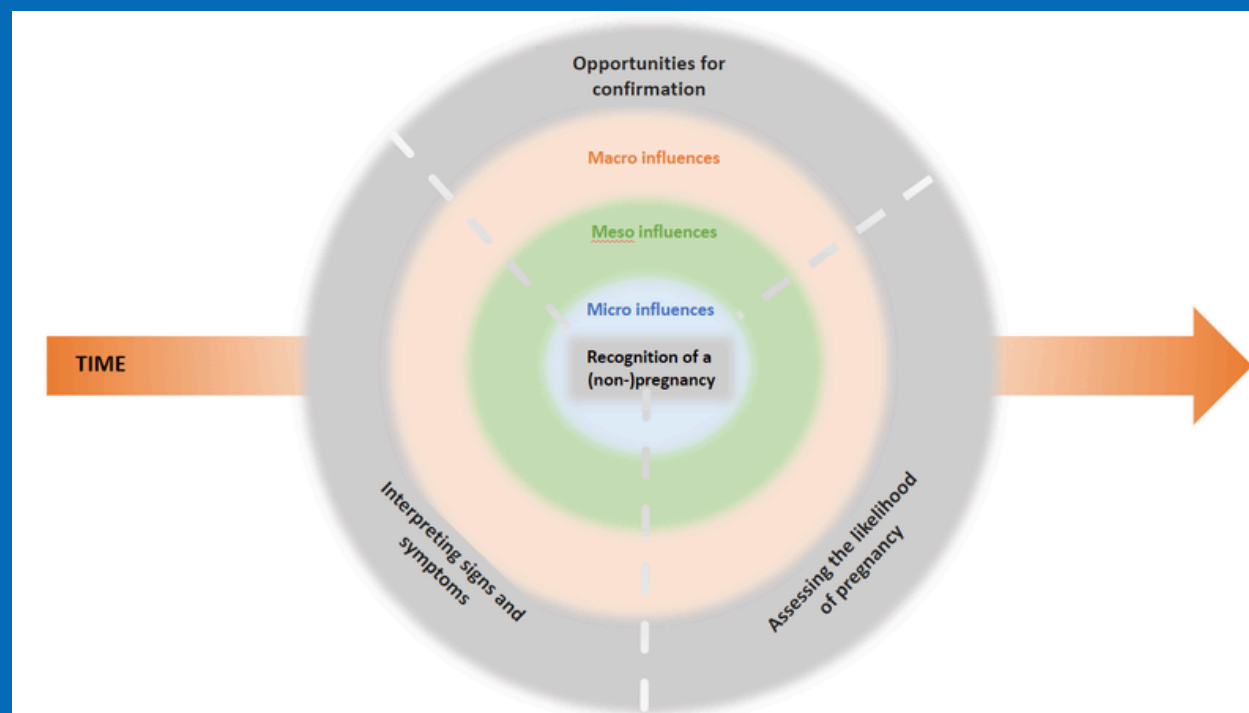 Opportunities for
confirmation
Macro influences
Meso influences
Micro influences
TIME
Recognition of a
(non-)pregnancy
Interpreting signs and
symptoms
Assessing the likelihood
of pregnancy